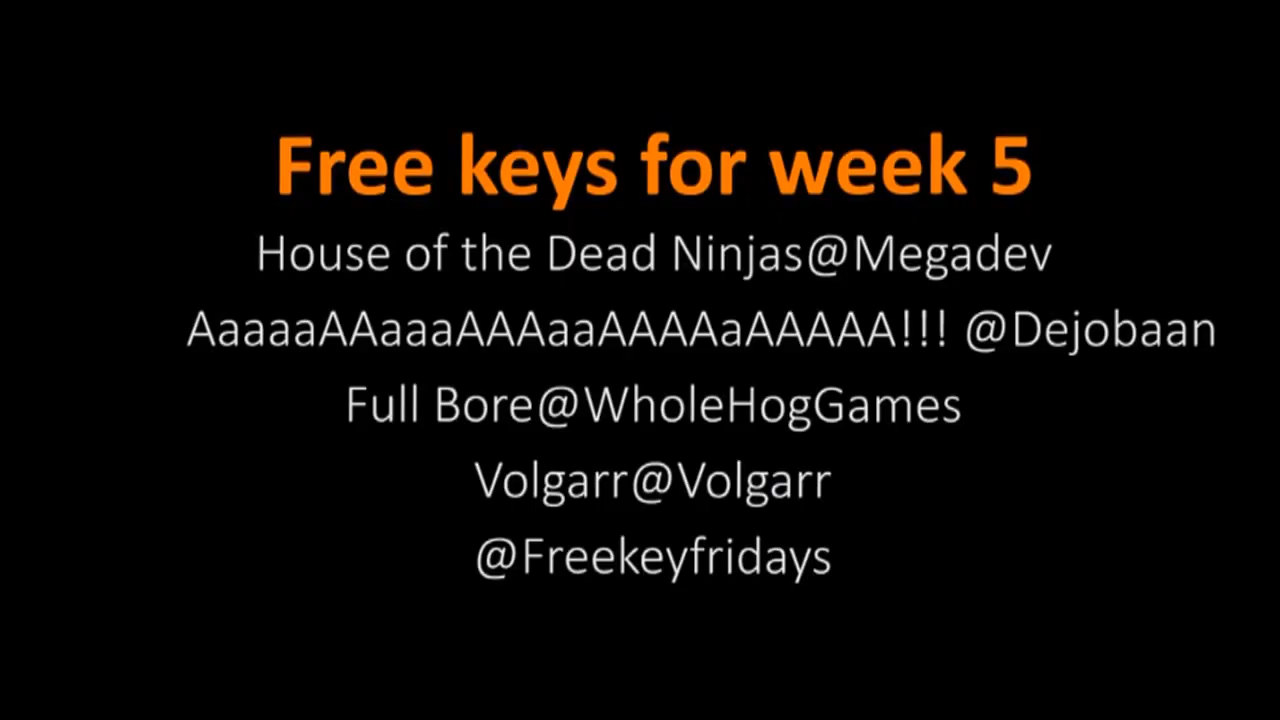 Free keys for week 5
House of the Dead Ninjas@Megadev
AaaaaAAaaaAAAaaAAAAaAAAAA!!! @Dejobaan
Full Bore@WholeHogGames
Volgarr@Volgarr
@Freekeyfridays